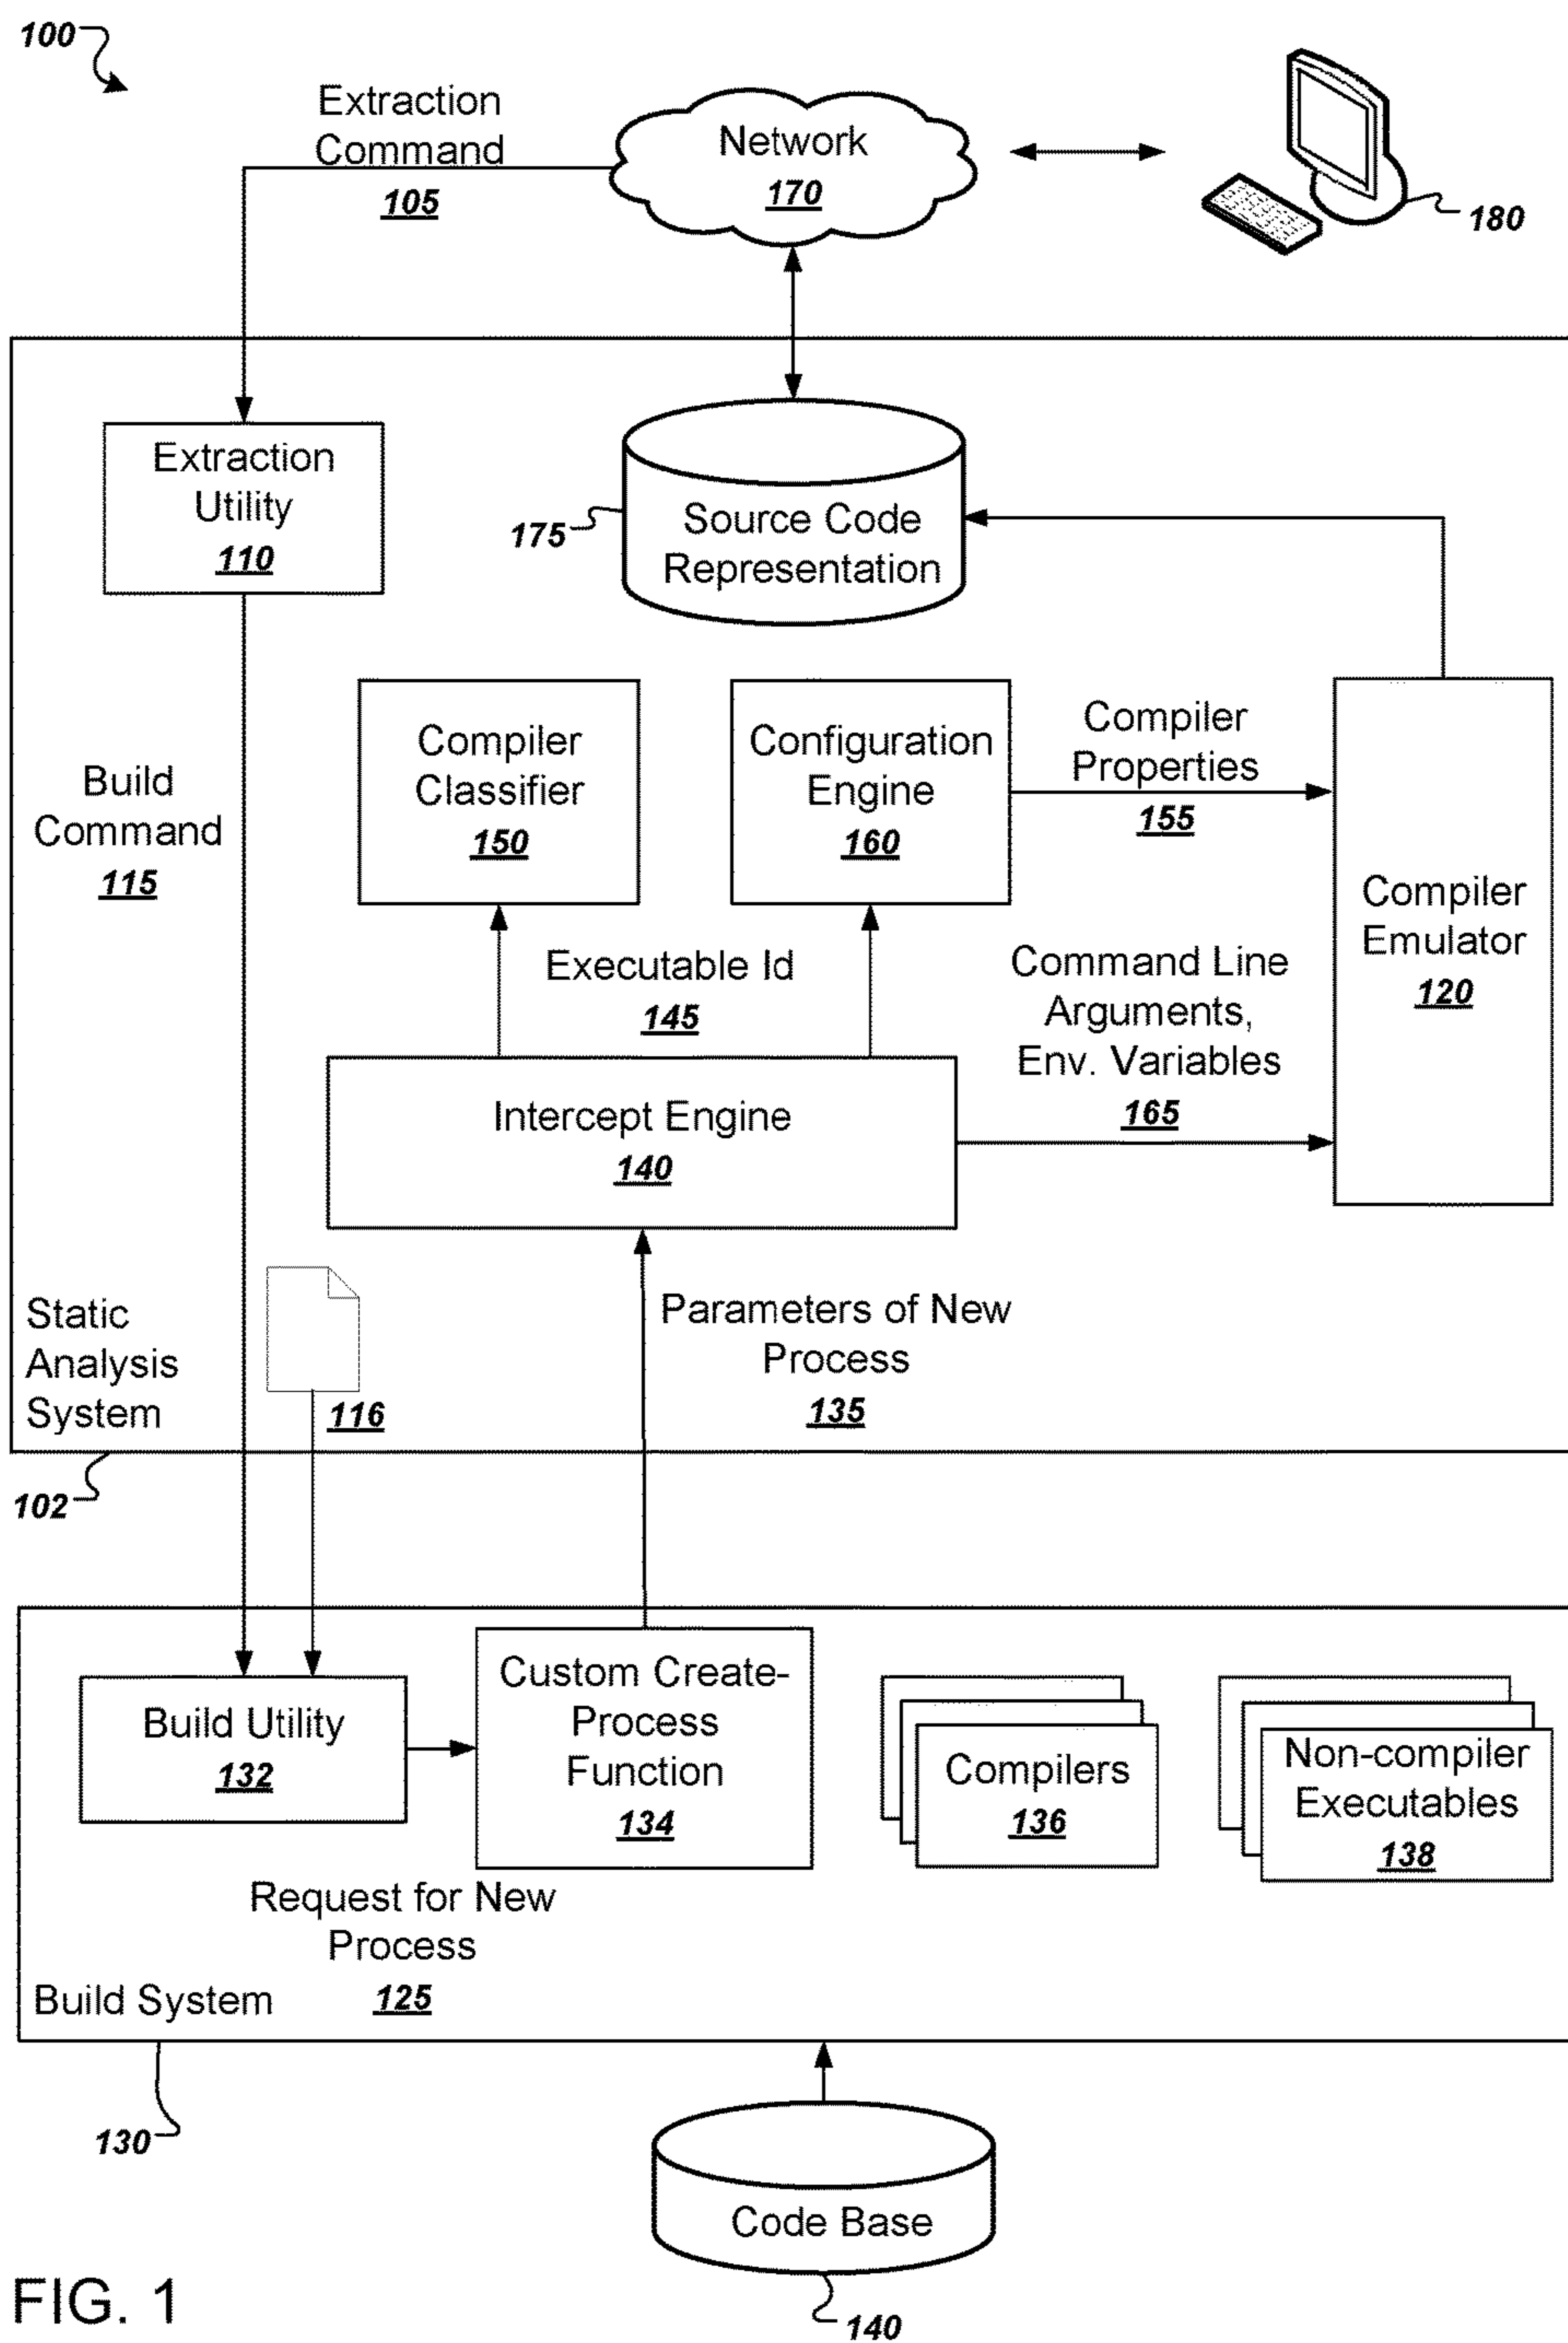 100
Extraction
Command
105
Network
170
180
Extraction
Utility
110
175
Source Code
Representation
Build
Command
115
Compiler
Classifier
150
Configuration
Engine
160
Compiler
Properties
155
Compiler
Emulator
120
Executable Id
145
Command Line
Arguments,
Env. Variables
165
Intercept Engine
140
Static
Analysis
System
116
Parameters of New
Process
135
102
Build Utility
132
Custom Create-
Process
Function
134
Compilers
136
Non-compiler
Executables
138
Request for New
Process
125
Build System
130
Code Base
140
FIG. 1